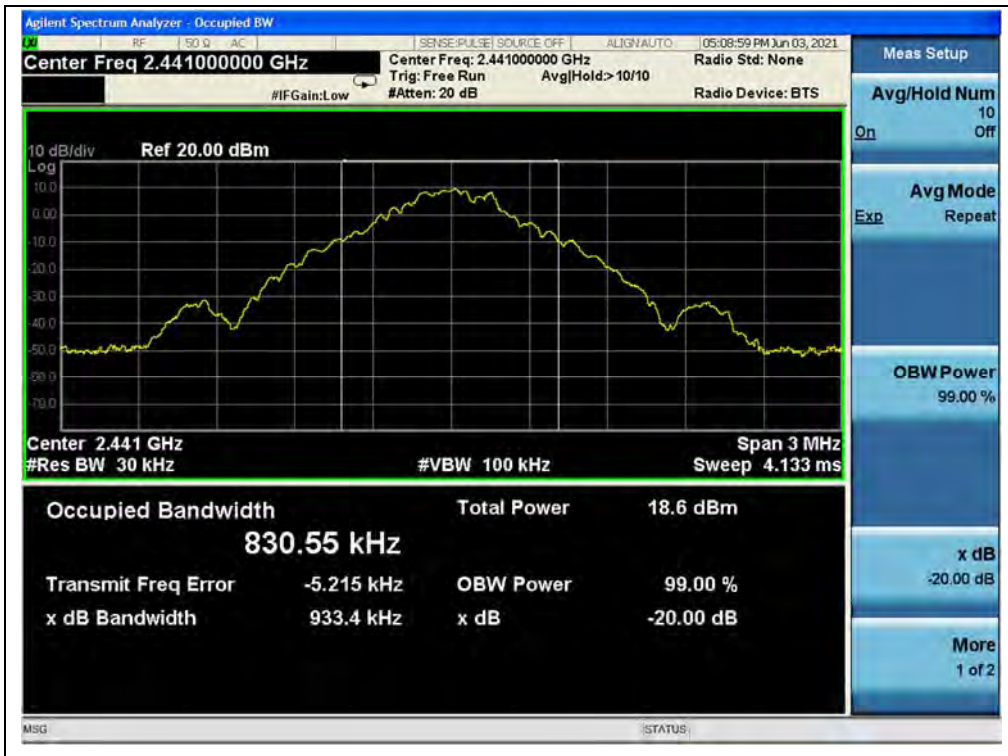 Agilent Spectrum Analyzer - Occupied BW
RF 50 Ω AC SENSE:PULSE SOURCE OFF ALIGN AUTO 05:08:59 PM Jun 03, 2021
Center Freq 2.441000000 GHz
Center Freq: 2.441000000 GHz
Radio Std: None
Trig: Free Run Avg|Hold:> 10/10
#IFGain:Low
#Atten: 20 dB
Radio Device: BTS
10 dB/div Ref 20.00 dBm
Log
10.0
0.00
-10.0
-20.0
-30.0
-40.0
-50.0
-60.0
-70.0
Center 2.441 GHz Span 3 MHz
#Res BW 30 kHz #VBW 100 kHz Sweep 4.133 ms
Occupied Bandwidth Total Power 18.6 dBm
830.55 kHz
Transmit Freq Error -5.215 kHz OBW Power 99.00 %
x dB Bandwidth 933.4 kHz x dB -20.00 dB
MSG STATUS
Meas Setup
Avg/Hold Num
10
On Off
Avg Mode
Exp Repeat
OBW Power
99.00 %
x dB
-20.00 dB
More
1 of 2